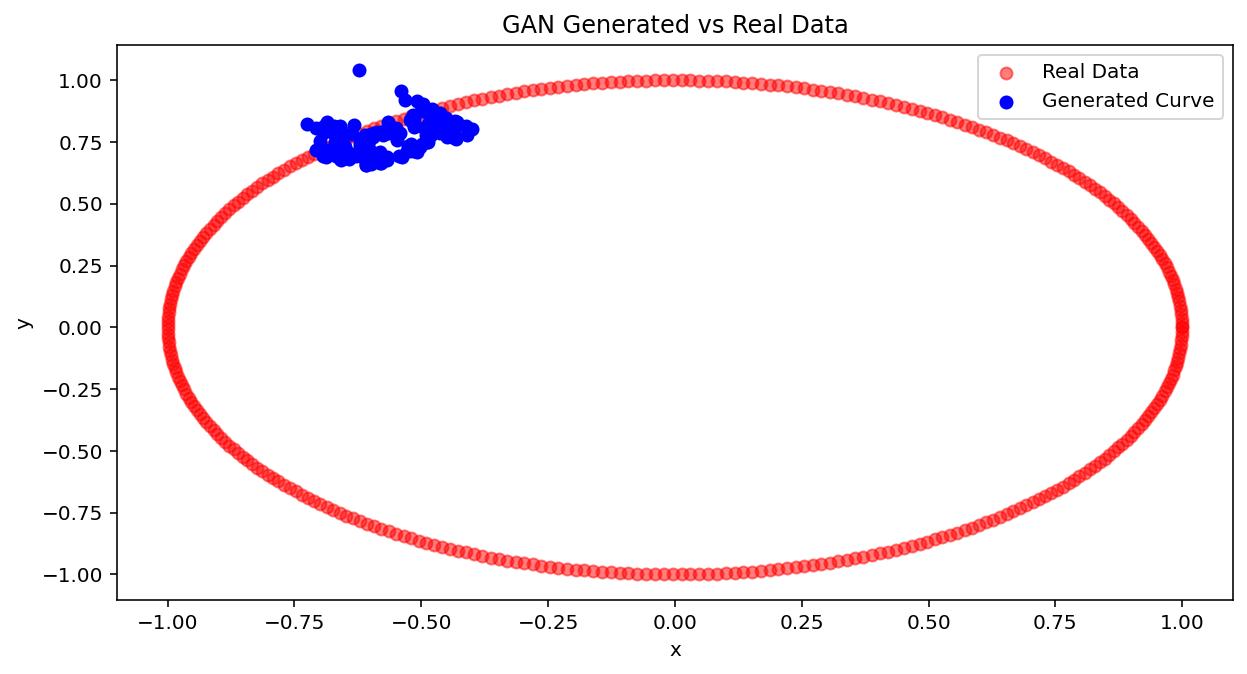 GAN Generated vs Real Data
Real Data
Generated Curve
1.00
0.75
0.50
0.25
0.00
−0.25
−0.50
−0.75
−1.00
y
−1.00 −0.75 −0.50 −0.25 0.00 0.25 0.50 0.75 1.00
x